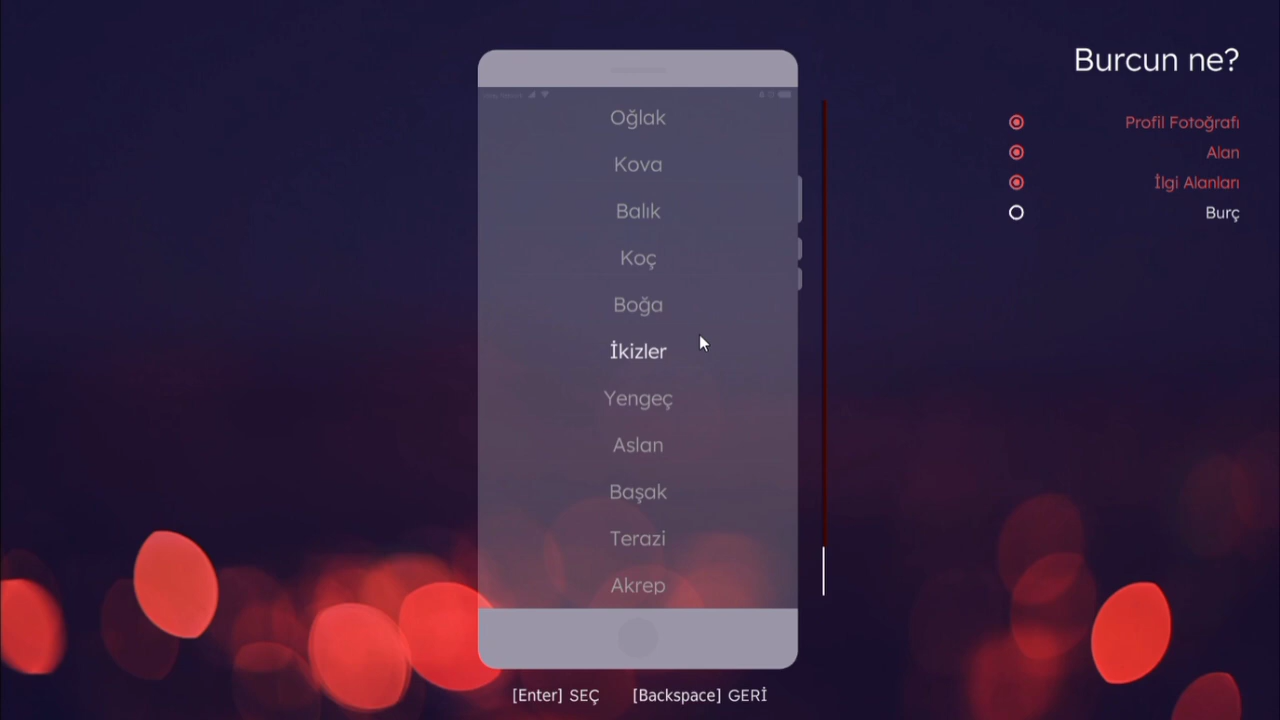 Burcun ne?
Profil Fotoğrafı
Alan
İlgi Alanları
Burç
Oğlak
Kova
Balık
Koç
Boğa
İkizler
Yengeç
Aslan
Başak
Terazi
Akrep
[Enter] SEÇ [Backspace] GERİ